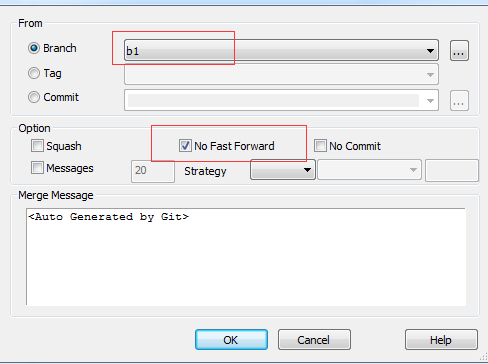 From
Branch b1 ...
Tag
Commit ...
Option
Squash No Fast Forward No Commit
Messages 20 Strategy
Merge Message
<Auto Generated by Git>
OK Cancel Help